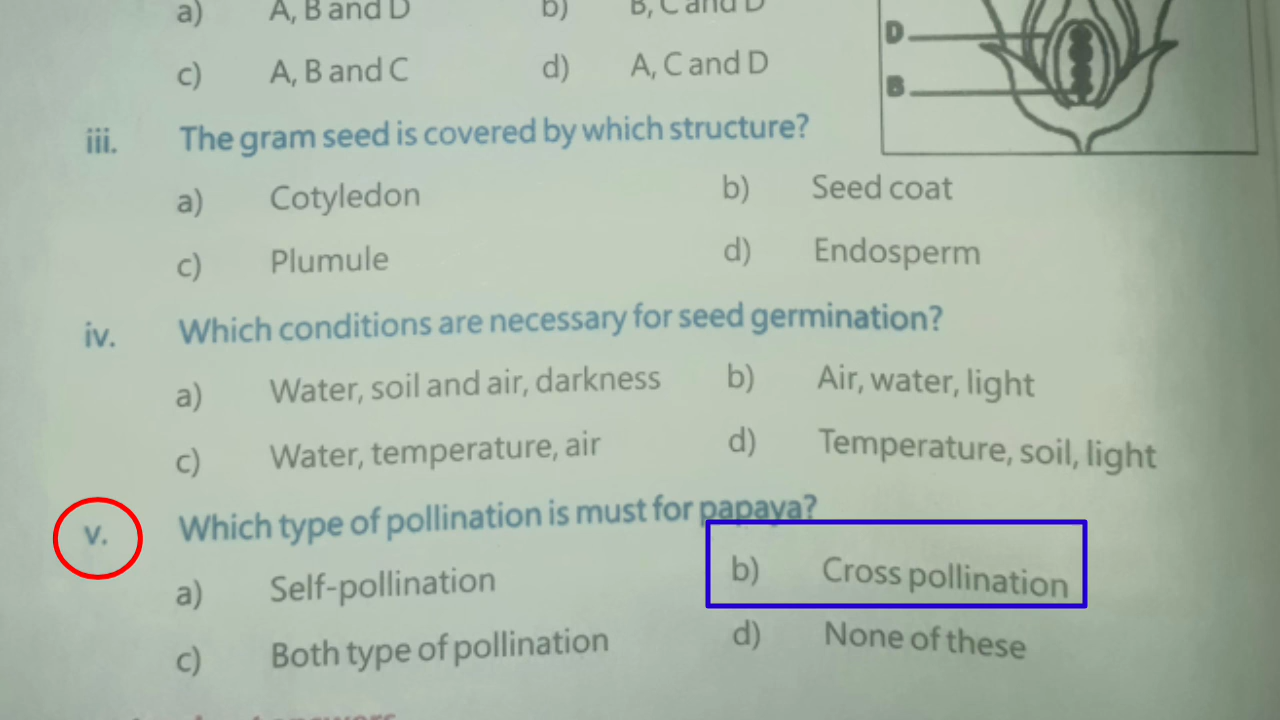 a) A, B and D b) B, C and D
c) A, B and C d) A, C and D
D
B
iii. The gram seed is covered by which structure?
a) Cotyledon b) Seed coat
c) Plumule d) Endosperm
iv. Which conditions are necessary for seed germination?
a) Water, soil and air, darkness b) Air, water, light
c) Water, temperature, air d) Temperature, soil, light
v. Which type of pollination is must for papaya?
a) Self-pollination b) Cross pollination
c) Both type of pollination d) None of these